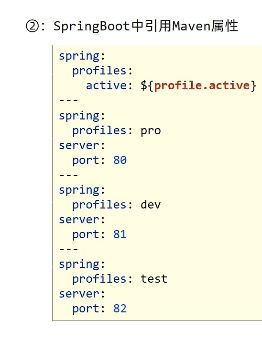 ②：SpringBoot中引用Maven属性
spring:
  profiles:
    active: ${profile.active}
---
spring:
  profiles: pro
server:
  port: 80
---
spring:
  profiles: dev
server:
  port: 81
---
spring:
  profiles: test
server:
  port: 82